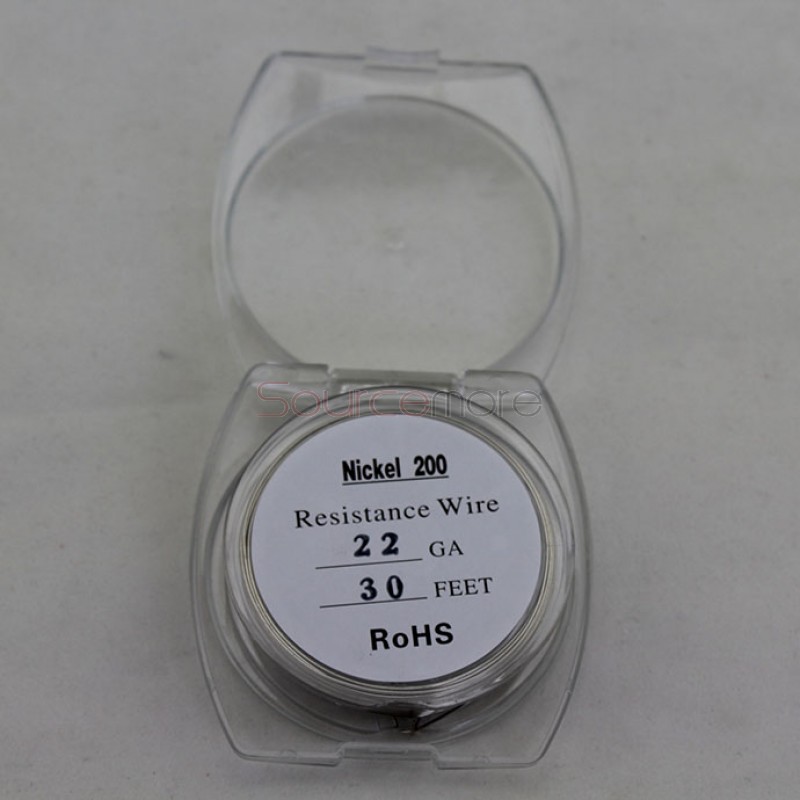 Sourcemore
Nickel 200
Resistance Wire
22 GA
30 FEET
RoHS